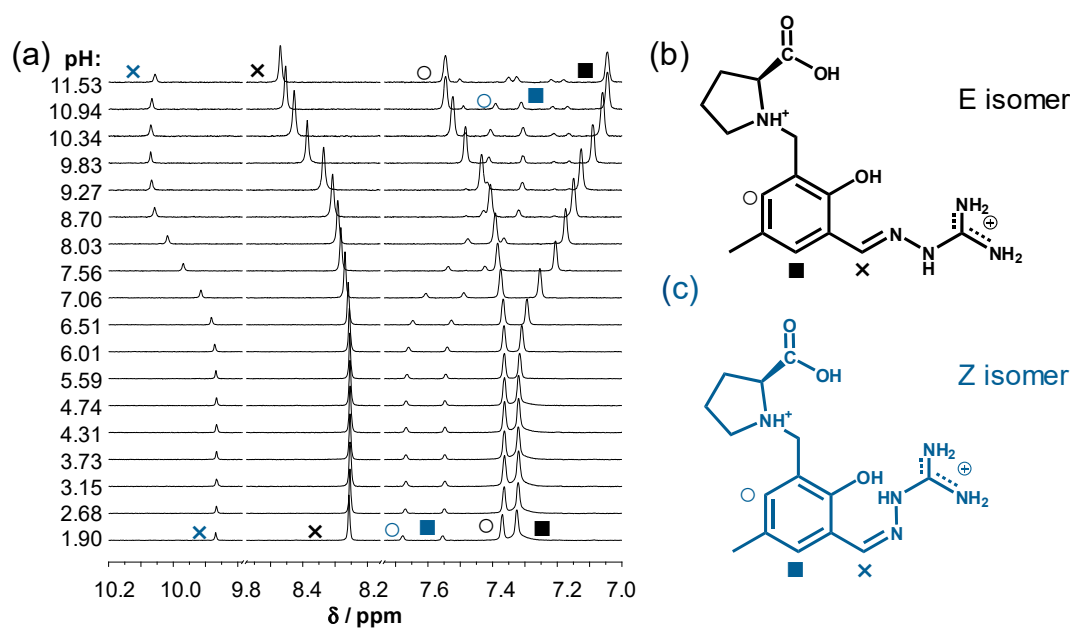 (a)
pH:
11.53
10.94
10.34
9.83
9.27
8.70
8.03
7.56
7.06
6.51
6.01
5.59
4.74
4.31
3.73
3.15
2.68
1.90
10.2 10.0 9.8 8.6 8.2 7.6 7.4 7.2 7.0
δ / ppm
(b)
E isomer
O
C
OH
NH+
OH
N
N
H
NH2
⊕
NH2
(c)
Z isomer
O
C
OH
NH+
OH
HN
N
NH2
⊕
NH2